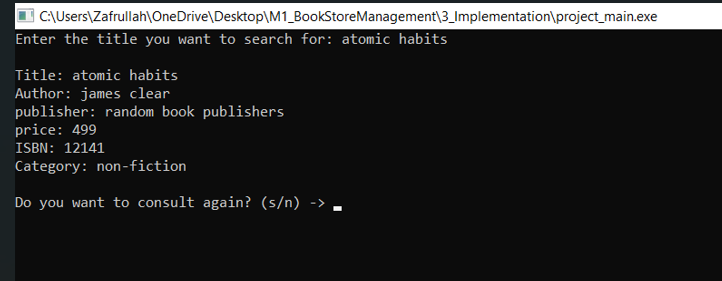 C:\Users\Zafrullah\OneDrive\Desktop\M1_BookStoreManagement\3_Implementation\project_main.exe
Enter the title you want to search for: atomic habits
Title: atomic habits
Author: james clear
publisher: random book publishers
price: 499
ISBN: 12141
Category: non-fiction
Do you want to consult again? (s/n) ->